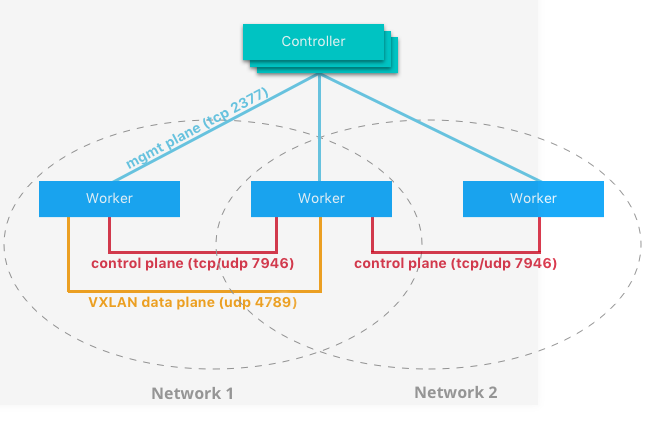 Controller
mgmt plane (tcp 2377)
Worker
Worker
Worker
control plane (tcp/udp 7946)
control plane (tcp/udp 7946)
VXLAN data plane (udp 4789)
Network 1
Network 2